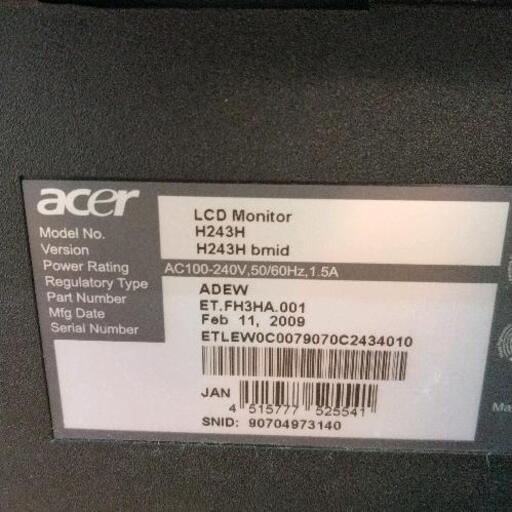 acer
LCD Monitor
Model No. H243H
Version H243H bmid
Power Rating AC100-240V,50/60Hz,1.5A
Regulatory Type ADEW
Part Number ET.FH3HA.001
Mfg Date Feb 11, 2009
Serial Number ETLEW0C0079070C2434010
JAN
4 515777 525541
SNID: 90704973140
Ma